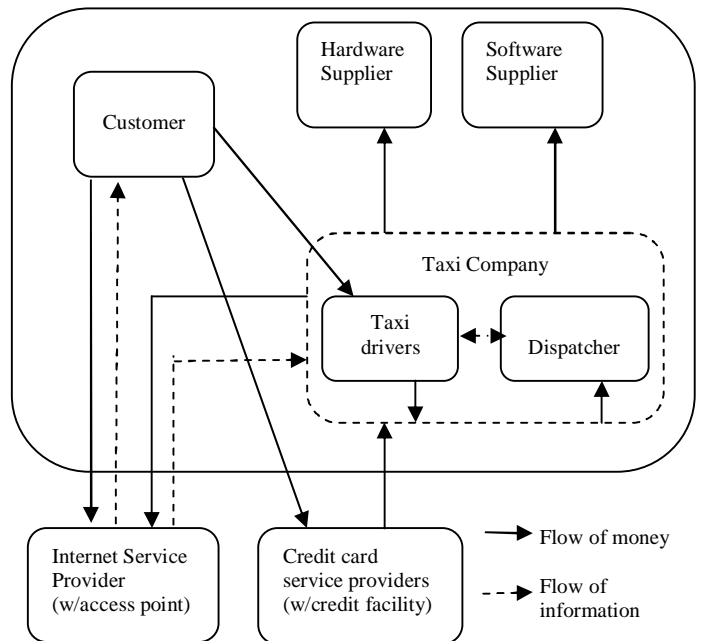 Hardware
Supplier
Software
Supplier
Customer
Taxi Company
Taxi
drivers
Dispatcher
Internet Service
Provider
(w/access point)
Credit card
service providers
(w/credit facility)
Flow of money
Flow of
information